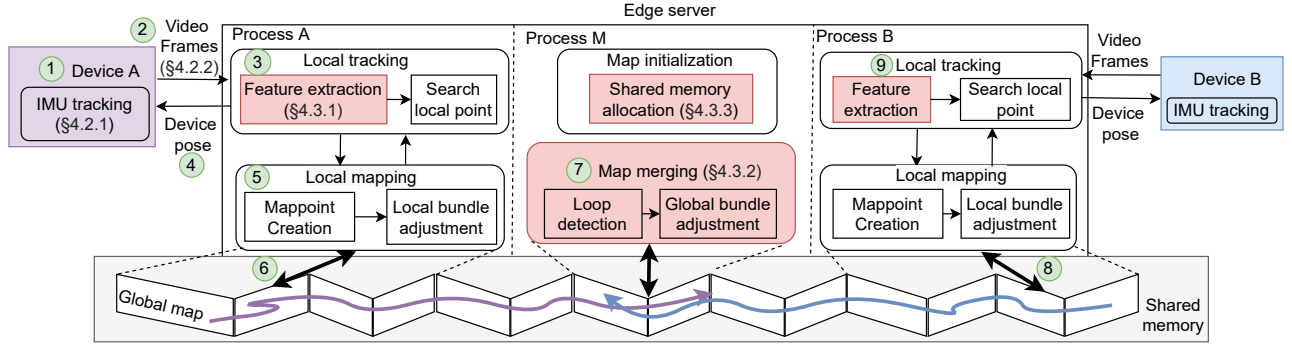 Edge server
1
Device A
IMU tracking
(§4.2.1)
2
Video
Frames
(§4.2.2)
Device
pose
4
Process A
3
Local tracking
Feature extraction
(§4.3.1)
Search
local point
5
Local mapping
Mappoint
Creation
Local bundle
adjustment
Process M
Map initialization
Shared memory
allocation (§4.3.3)
7
Map merging (§4.3.2)
Loop
detection
Global bundle
adjustment
Process B
9
Local tracking
Feature
extraction
Search local
point
Local mapping
Mappoint
Creation
Local bundle
adjustment
Video
Frames
Device
pose
Device B
IMU tracking
6
8
Global map
Shared
memory